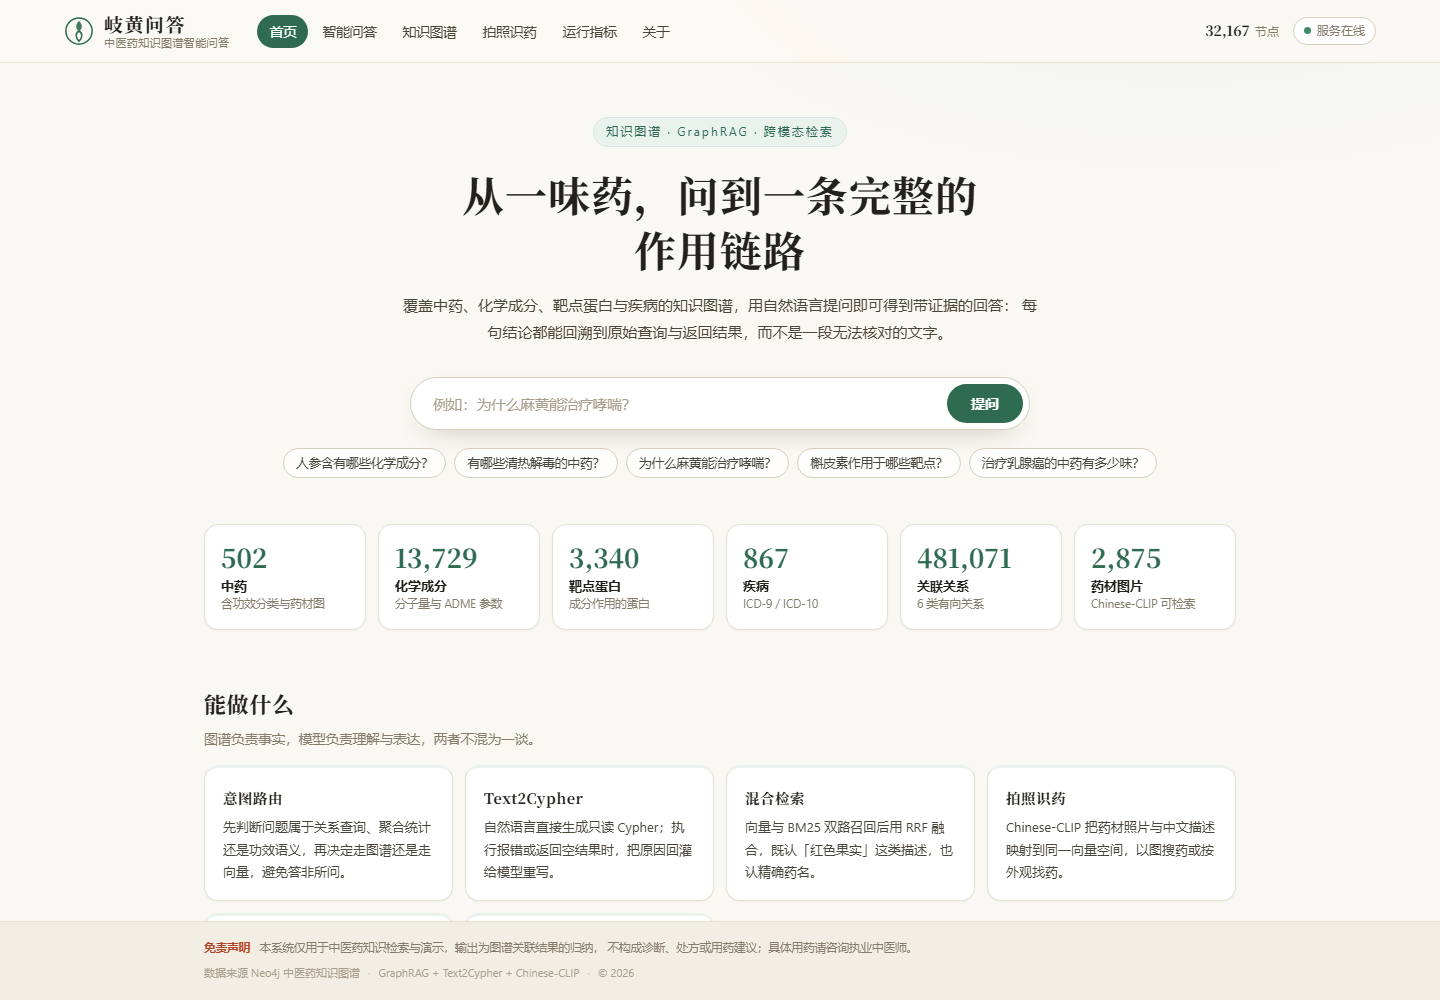 岐黄问答
中医药知识图谱智能问答
首页
智能问答
知识图谱
拍照识药
运行指标
关于
32,167 节点
服务在线
知识图谱 · GraphRAG · 跨模态检索
从一味药，问到一条完整的
作用链路
覆盖中药、化学成分、靶点蛋白与疾病的知识图谱，用自然语言提问即可得到带证据的回答： 每
句结论都能回溯到原始查询与返回结果，而不是一段无法核对的文字。
例如：为什么麻黄能治疗哮喘？
提问
人参含有哪些化学成分？
有哪些清热解毒的中药？
为什么麻黄能治疗哮喘？
槲皮素作用于哪些靶点？
治疗乳腺癌的中药有多少味？
502
中药
含功效分类与药材图
13,729
化学成分
分子量与 ADME 参数
3,340
靶点蛋白
成分作用的蛋白
867
疾病
ICD-9 / ICD-10
481,071
关联关系
6 类有向关系
2,875
药材图片
Chinese-CLIP 可检索
能做什么
图谱负责事实，模型负责理解与表达，两者不混为一谈。
意图路由
先判断问题属于关系查询、聚合统计
还是功效语义，再决定走图谱还是走
向量，避免答非所问。
Text2Cypher
自然语言直接生成只读 Cypher；执
行报错或返回空结果时，把原因回灌
给模型重写。
混合检索
向量与 BM25 双路召回后用 RRF 融
合，既认「红色果实」这类描述，也
认精确药名。
拍照识药
Chinese-CLIP 把药材照片与中文描述
映射到同一向量空间，以图搜药或按
外观找药。
免责声明 本系统仅用于中医药知识检索与演示，输出为图谱关联结果的归纳， 不构成诊断、处方或用药建议；具体用药请咨询执业中医师。
数据来源 Neo4j 中医药知识图谱 · GraphRAG + Text2Cypher + Chinese-CLIP · © 2026